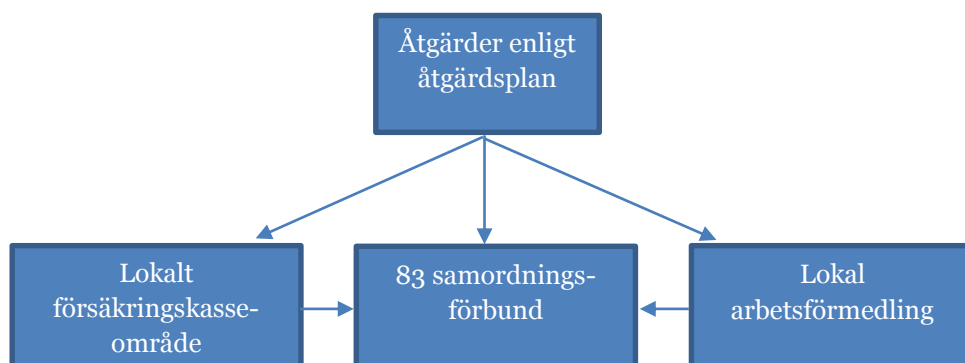 Åtgärder enligt
åtgärdsplan
Lokalt
försäkringskasse-
område
83 samordnings-
förbund
Lokal
arbetsförmedling